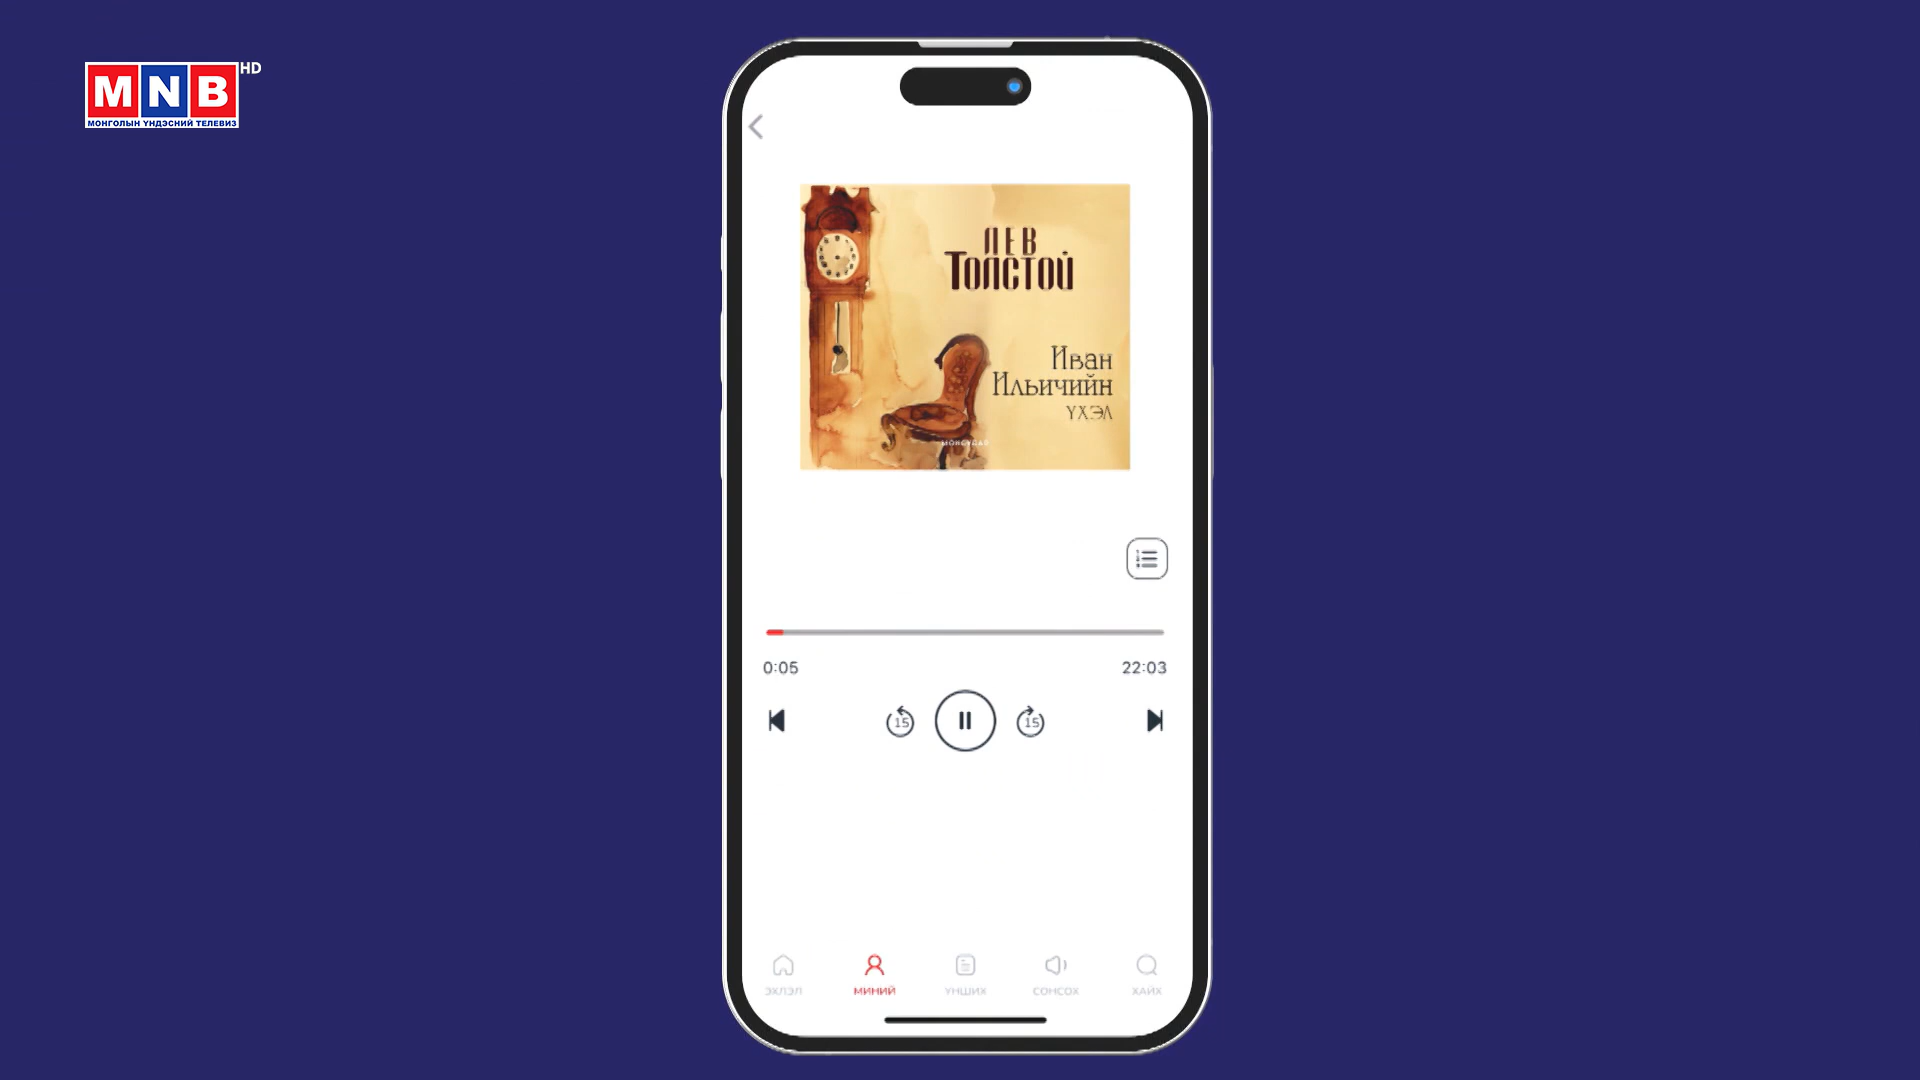 MNB HD
МОНГОЛЫН ҮНДЭСНИЙ ТЕЛЕВИЗ
ЛЕВ
ТОЛСТОЙ
Иван
Ильичийн
ҮХЭЛ
МОНСУДАР
0:05
22:03
15
15
ЭХЛЭЛ
МИНИЙ
УНШИХ
СОНСОХ
ХАЙХ